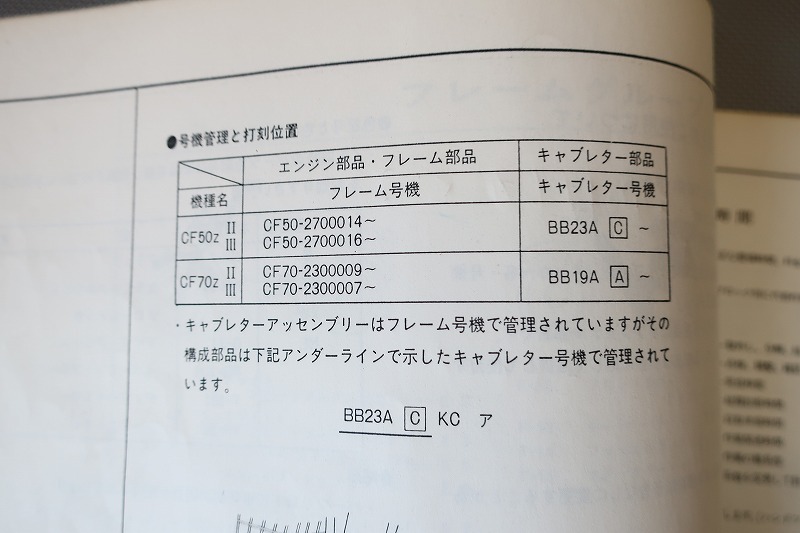 ●号機管理と打刻位置
エンジン部品・フレーム部品 キャブレター部品
機種名 フレーム号機 キャブレター号機
CF50z II CF50-2700014～ BB23A C ～
III CF50-2700016～
CF70z II CF70-2300009～ BB19A A ～
III CF70-2300007～
・キャブレターアッセンブリーはフレーム号機で管理されていますがその
構成部品は下記アンダーラインで示したキャブレター号機で管理されて
います。
BB23A C KC ア